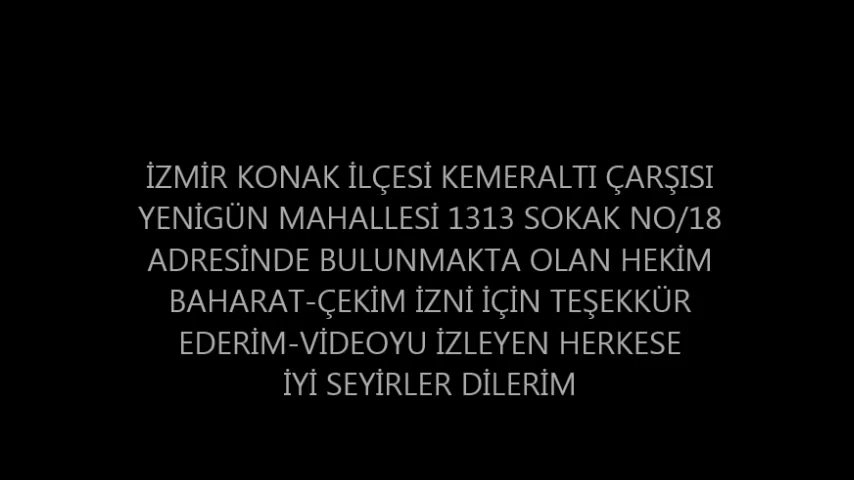 İZMİR KONAK İLÇESİ KEMERALTI ÇARŞISI
YENİGÜN MAHALLESİ 1313 SOKAK NO/18
ADRESİNDE BULUNMAKTA OLAN HEKİM
BAHARAT-ÇEKİM İZNİ İÇİN TEŞEKKÜR
EDERİM-VİDEOYU İZLEYEN HERKESE
İYİ SEYİRLER DİLERİM